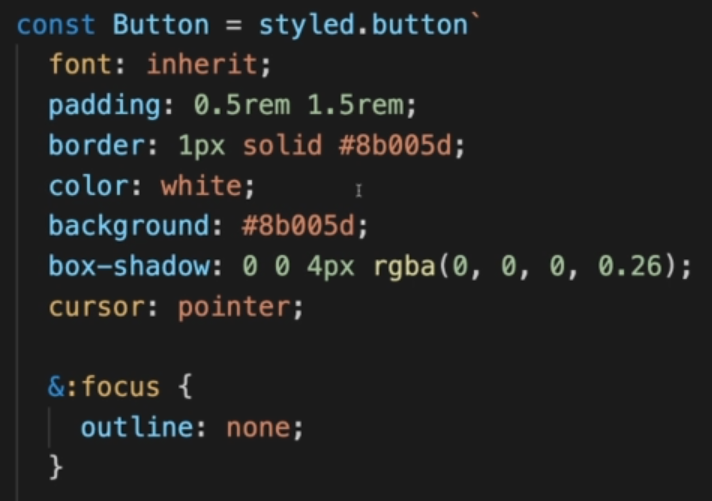 const Button = styled.button`
font: inherit;
padding: 0.5rem 1.5rem;
border: 1px solid #8b005d;
color: white;
background: #8b005d;
box-shadow: 0 0 4px rgba(0, 0, 0, 0.26);
cursor: pointer;
&:focus {
outline: none;
}